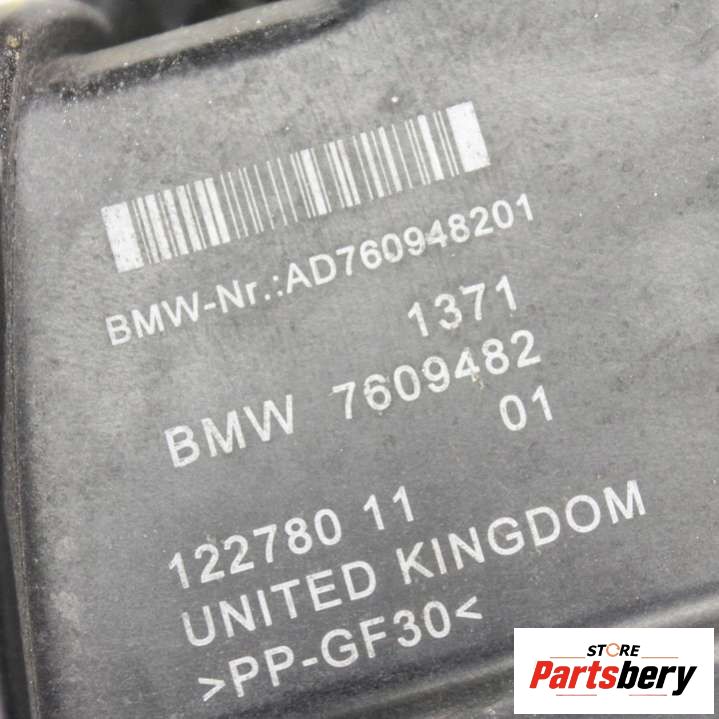 BMW-Nr.:AD760948201
1371
BMW 7609482
01
122780 11
UNITED KINGDOM
>PP-GF30<
STORE
Partsbery